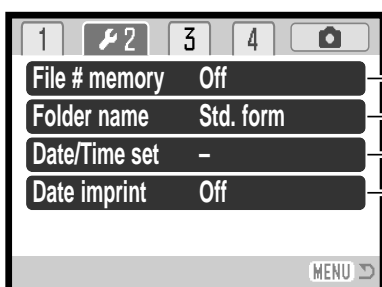 1 2 3 4
File # memory Off
Folder name Std. form
Date/Time set –
Date imprint Off
MENU